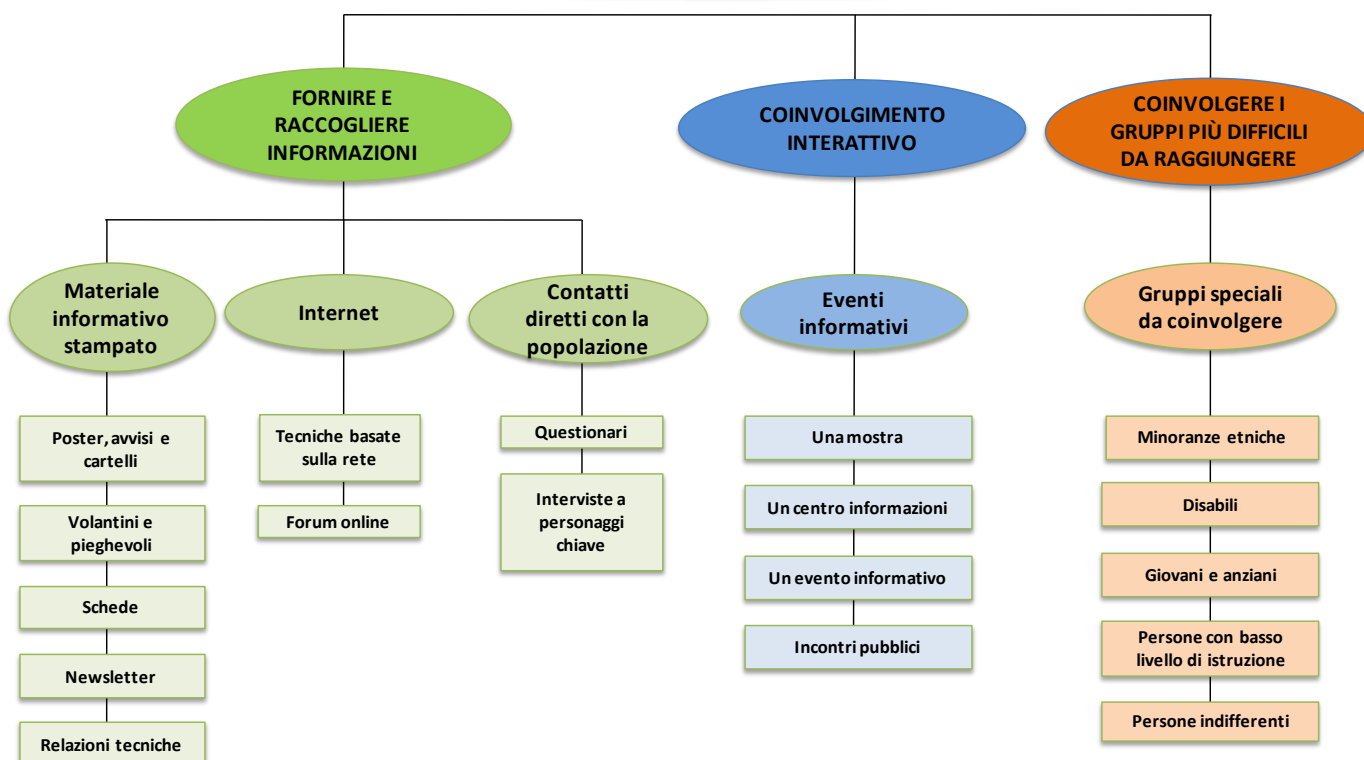 FORNIRE E
RACCOGLIERE
INFORMAZIONI
COINVOLGIMENTO
INTERATTIVO
COINVOLGERE I
GRUPPI PIÙ DIFFICILI
DA RAGGIUNGERE
Materiale
informativo
stampato
Internet
Contatti
diretti con la
popolazione
Eventi
informativi
Gruppi speciali
da coinvolgere
Poster, avvisi e
cartelli
Volantini e
pieghevoli
Schede
Newsletter
Relazioni tecniche
Tecniche basate
sulla rete
Forum online
Questionari
Interviste a
personaggi
chiave
Una mostra
Un centro informazioni
Un evento informativo
Incontri pubblici
Minoranze etniche
Disabili
Giovani e anziani
Persone con basso
livello di istruzione
Persone indifferenti